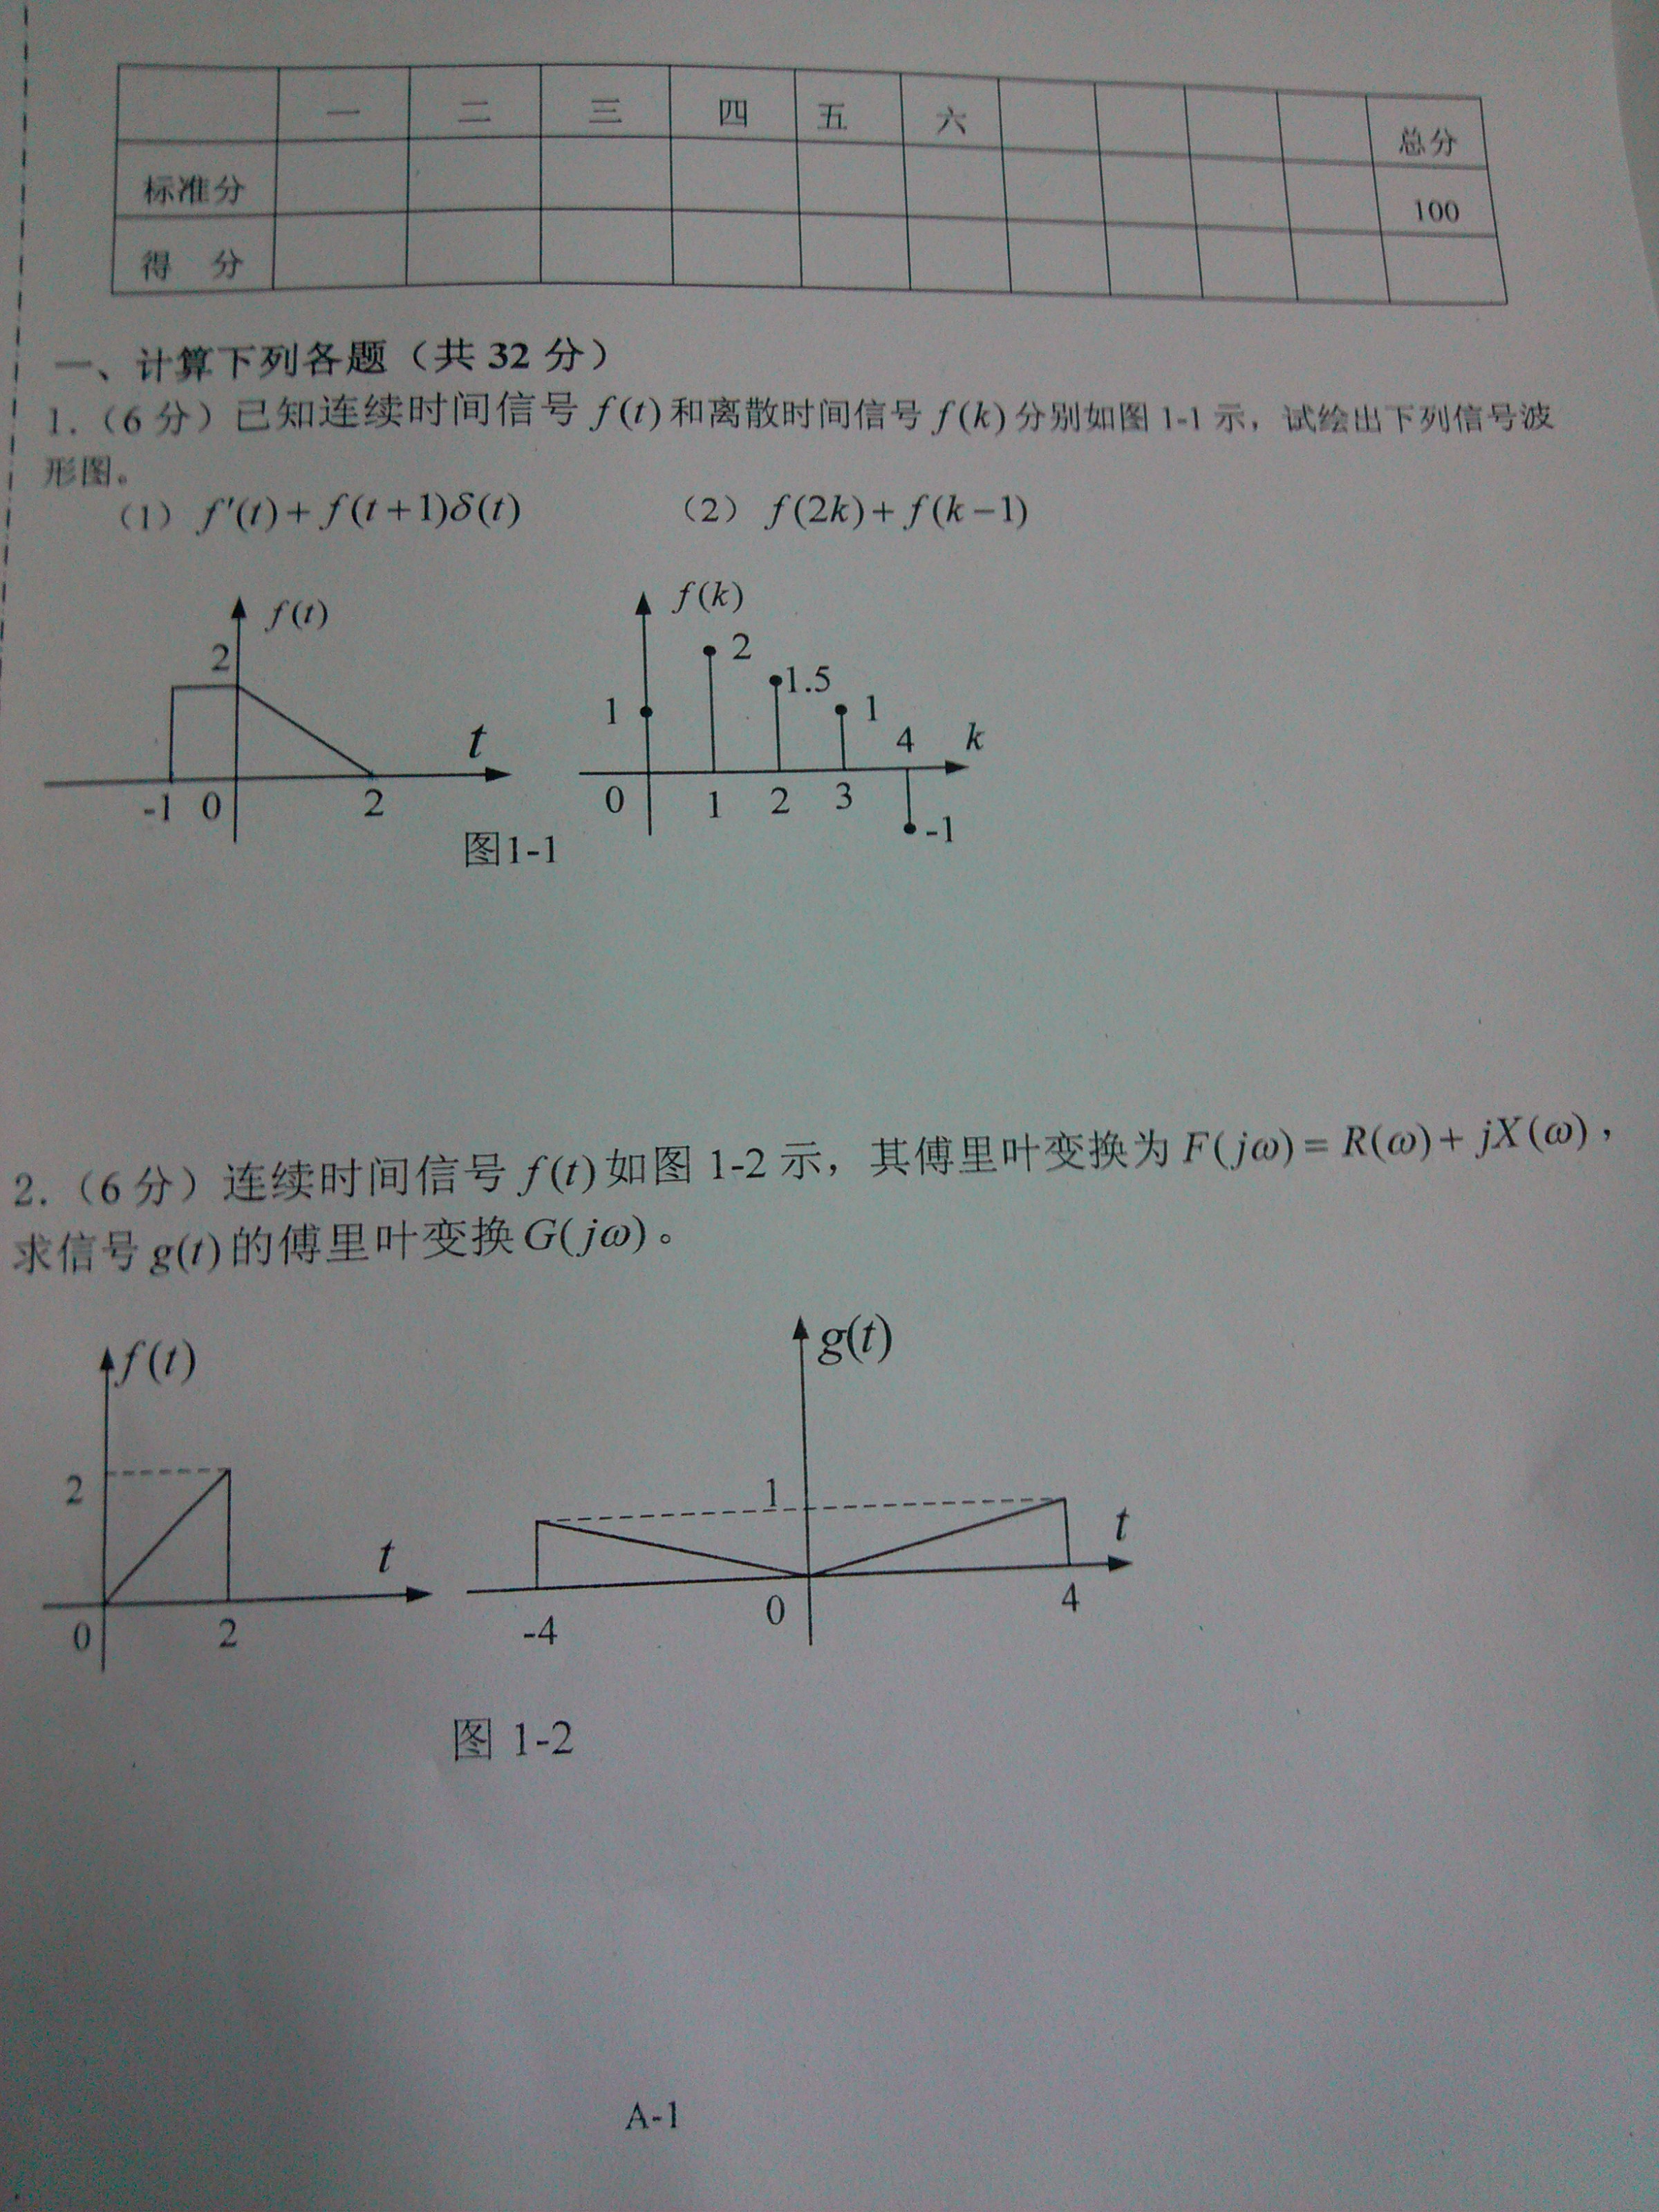 一 二 三 四 五 六 总分
标准分 100
得 分
一、计算下列各题（共 32 分）
1.（6 分）已知连续时间信号 f(t) 和离散时间信号 f(k) 分别如图 1-1 示，试绘出下列信号波
形图。
（1） f′(t)+f(t+1)δ(t) （2） f(2k)+f(k−1)
f(t)
2
t
-1 0 2
f(k)
2
1.5
1 1
4 k
0 1 2 3
-1
图1-1
2.（6 分）连续时间信号 f(t) 如图 1-2 示，其傅里叶变换为 F(jω)=R(ω)+jX(ω)，
求信号 g(t) 的傅里叶变换 G(jω)。
f(t)
2
t
0 2
g(t)
1
t
-4 0 4
图 1-2
A-1